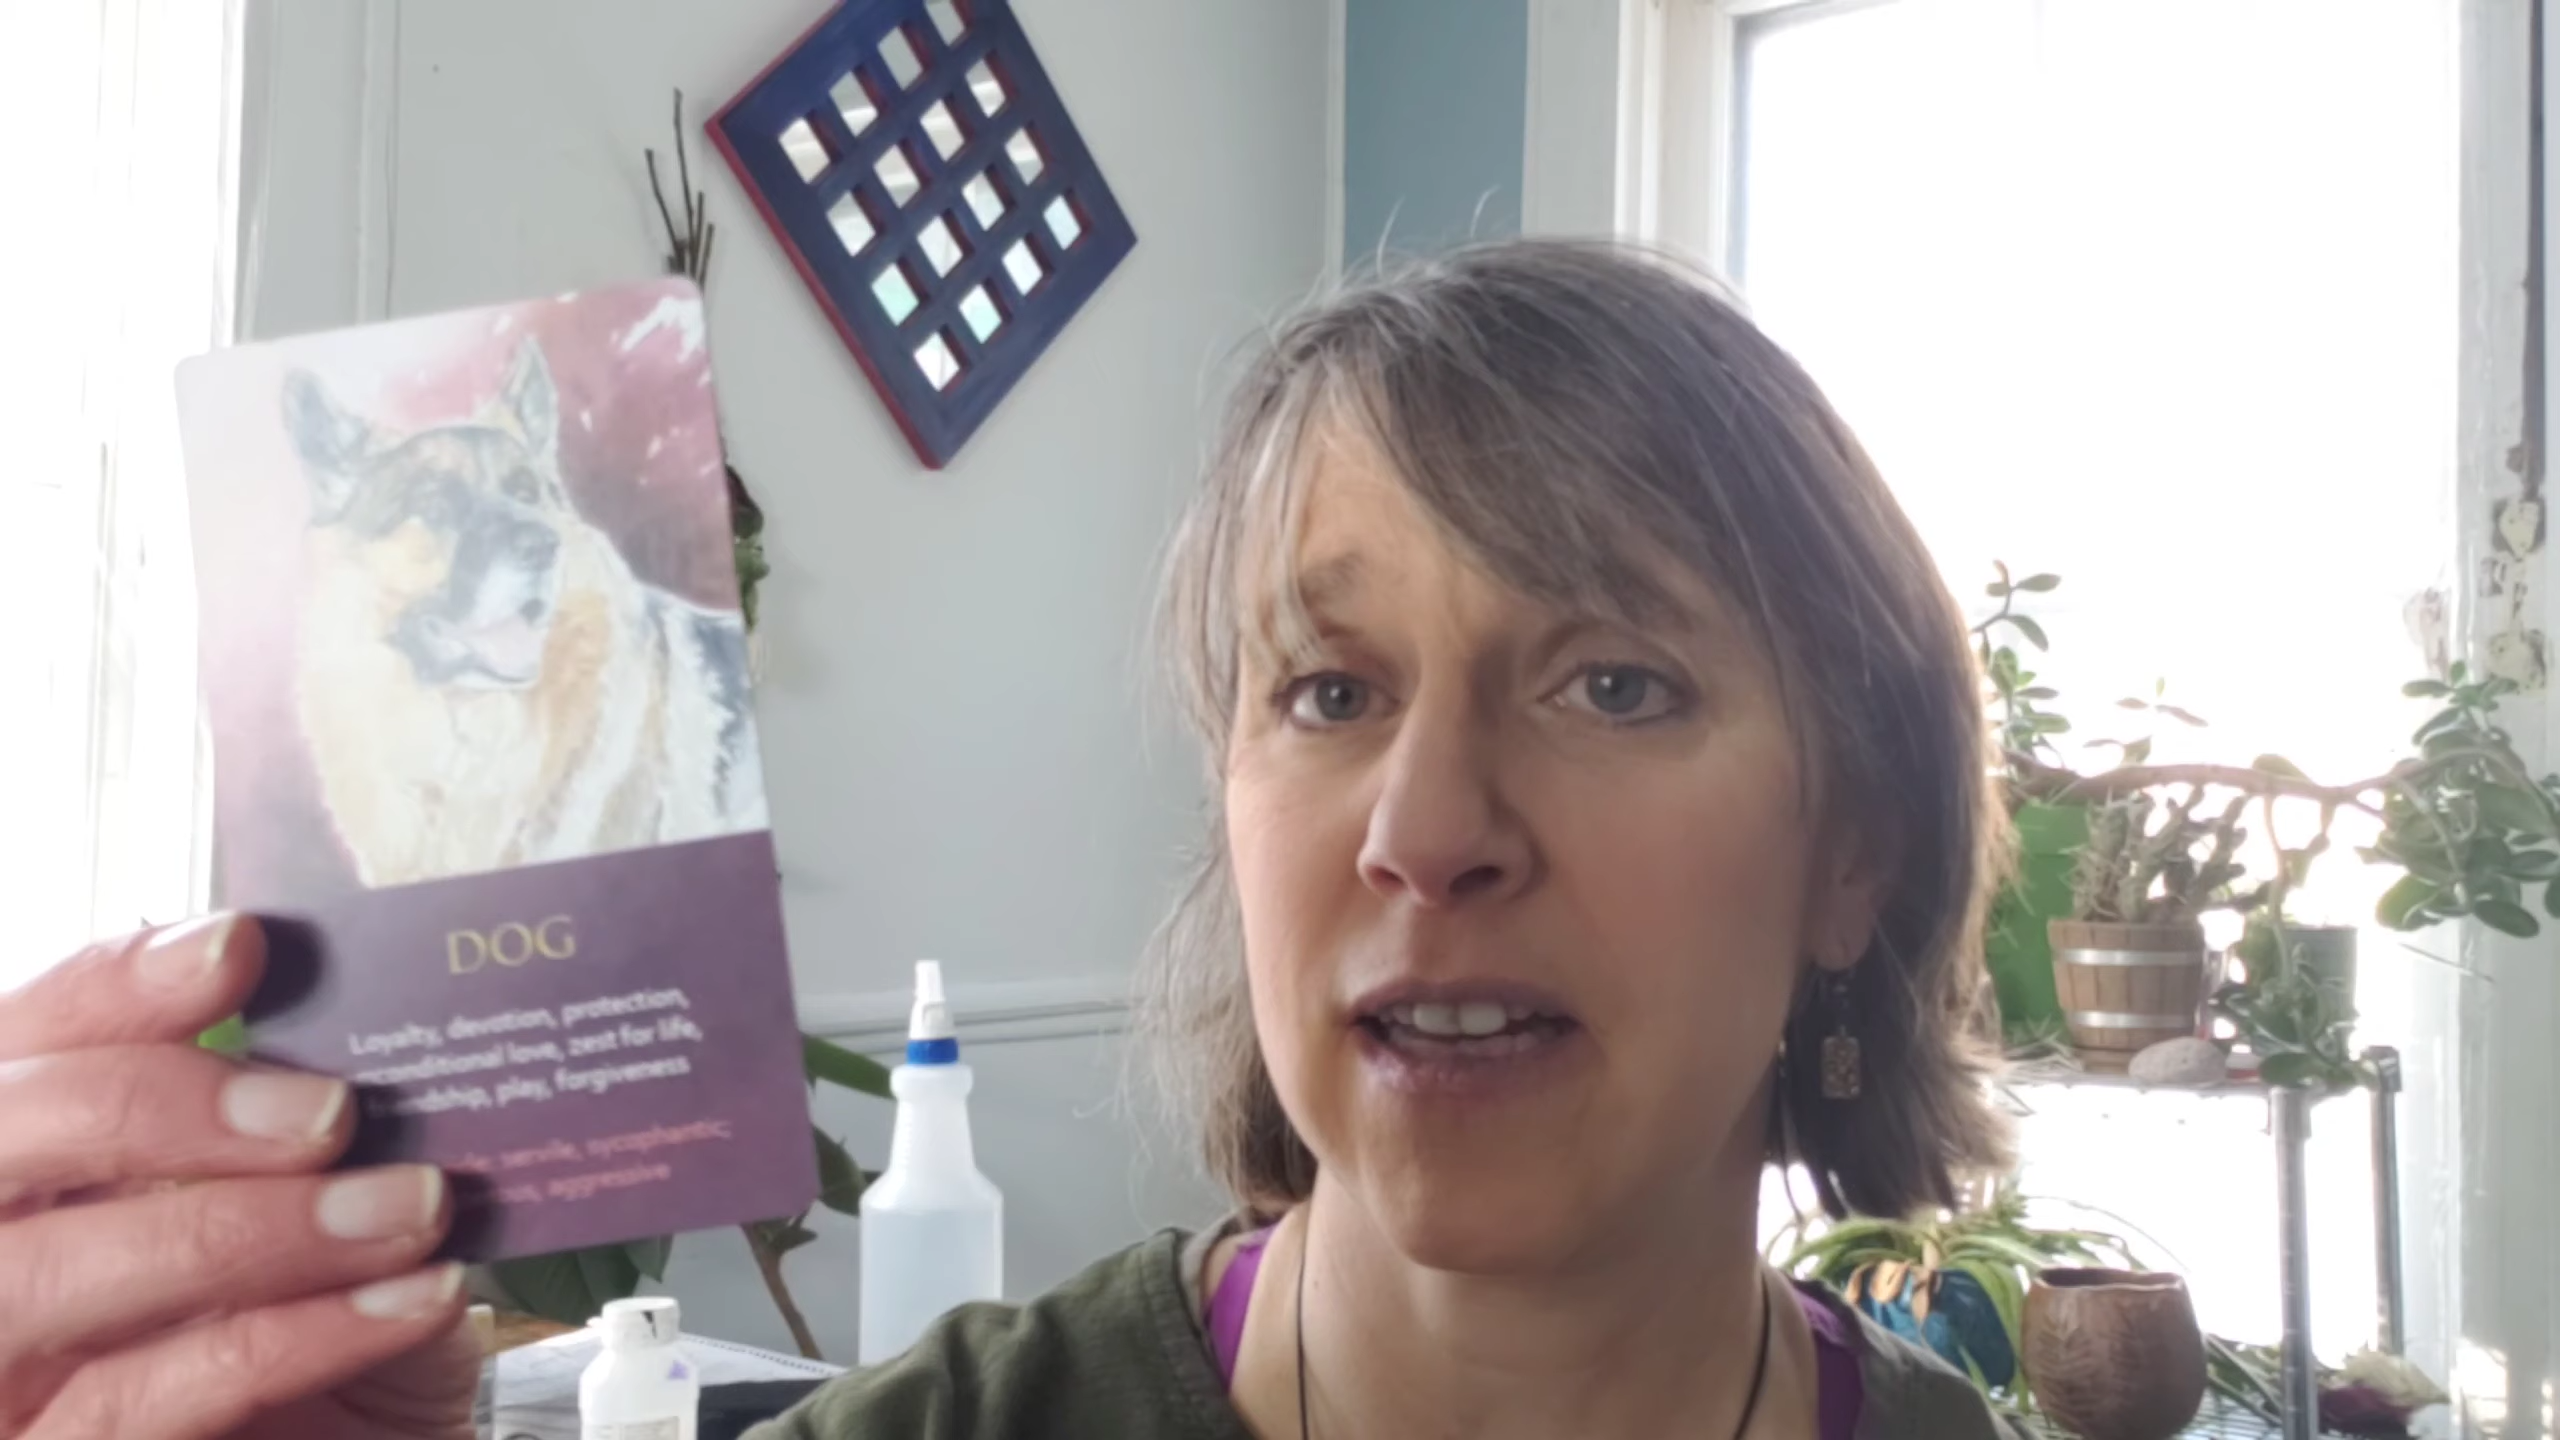 DOG
Loyalty, devotion, protection,
unconditional love, zest for life,
friendship, play, forgiveness
servile, sycophantic,
aggressive